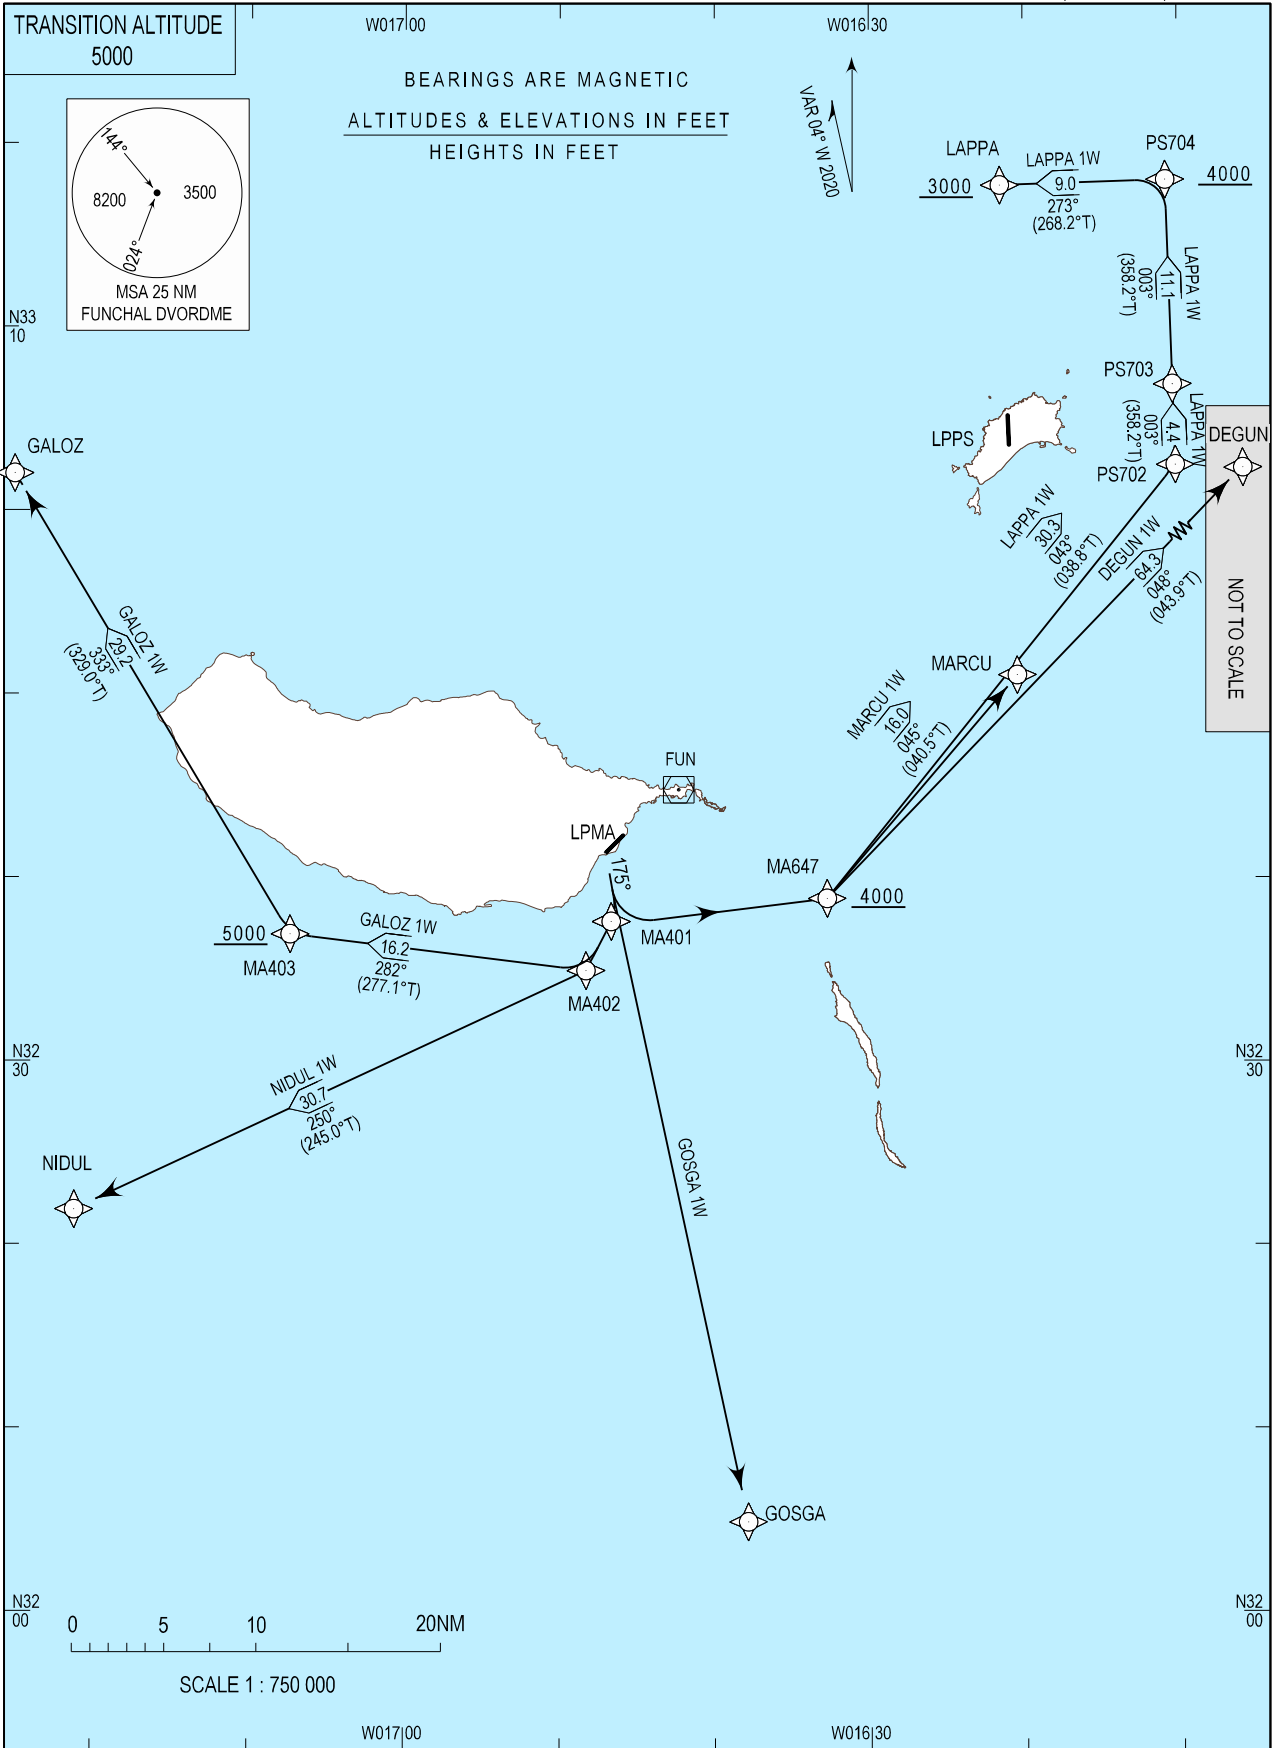 TRANSITION ALTITUDE
5000
W017 00
W016 30
BEARINGS ARE MAGNETIC
ALTITUDES & ELEVATIONS IN FEET
HEIGHTS IN FEET
VAR 04° W 2020
144°
8200
3500
024°
MSA 25 NM
FUNCHAL DVORDME
LAPPA
3000
LAPPA 1W
9.0
273°
(268.2°T)
PS704
4000
LAPPA 1W
11.1
003°
(358.2°T)
N33
10
PS703
LAPPA 1W
4.4
003°
(358.2°T)
LPPS
PS702
DEGUN
NOT TO SCALE
GALOZ
LAPPA 1W
30.3
043°
(038.8°T)
DEGUN 1W
64.3
048°
(043.9°T)
GALOZ 1W
29.2
333°
(329.0°T)
MARCU
MARCU 1W
16.0
045°
(040.5°T)
FUN
LPMA
175°
MA647
4000
MA401
5000
MA403
GALOZ 1W
16.2
282°
(277.1°T)
MA402
N32
30
N32
30
NIDUL 1W
30.7
250°
(245.0°T)
NIDUL
GOSGA 1W
GOSGA
N32
00
N32
00
0 5 10 20NM
SCALE 1 : 750 000
W017 00
W016 30